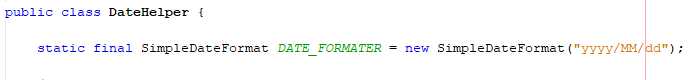 public class DateHelper {
static final SimpleDateFormat DATE_FORMATER = new SimpleDateFormat("yyyy/MM/dd");